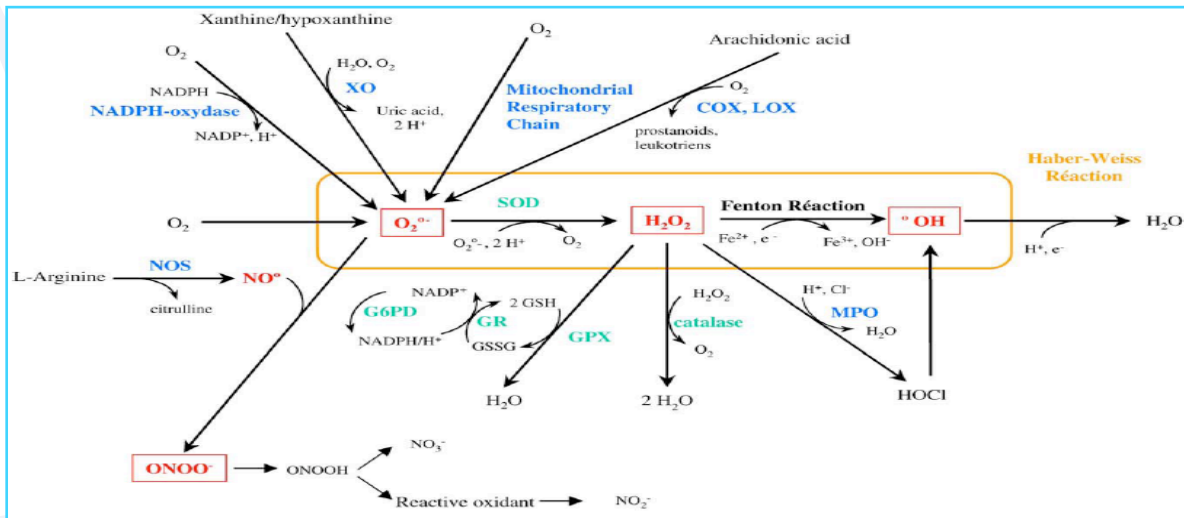 Xanthine/hypoxanthine
O₂
O₂
Arachidonic acid
NADPH
NADPH-oxydase
NADP⁺, H⁺
H₂O, O₂
XO
Uric acid,
2 H⁺
Mitochondrial
Respiratory
Chain
O₂
COX, LOX
prostanoids,
leukotriens
Haber-Weiss
Réaction
O₂
O₂°⁻
SOD
O₂°⁻, 2 H⁺
O₂
H₂O₂
Fenton Réaction
Fe²⁺ , e⁻
Fe³⁺, OH⁻
° OH
H⁺, e⁻
H₂O
L-Arginine
NOS
citrulline
NO°
NADP⁺
G6PD
NADPH/H⁺
GR
2 GSH
GSSG
GPX
H₂O
H₂O₂
catalase
O₂
2 H₂O
H⁺, Cl⁻
MPO
H₂O
HOCl
ONOO⁻
ONOOH
NO₃⁻
Reactive oxidant
NO₂⁻